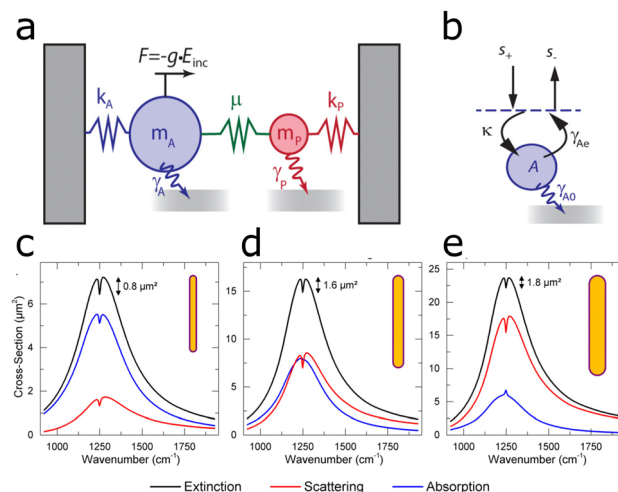 a
b
F=-g·E_inc
k_A
μ
k_P
m_A
m_P
γ_A
γ_P
s_+
s_-
κ
γ_Ae
A
γ_A0
c
d
e
0.8 μm²
1.6 μm²
1.8 μm²
Cross-Section (μm²)
7
6
5
4
3
2
1
0
15
10
5
0
25
20
15
10
5
0
1000 1250 1500 1750
1000 1250 1500 1750
1000 1250 1500 1750
Wavenumber (cm⁻¹)
Wavenumber (cm⁻¹)
Wavenumber (cm⁻¹)
Extinction
Scattering
Absorption